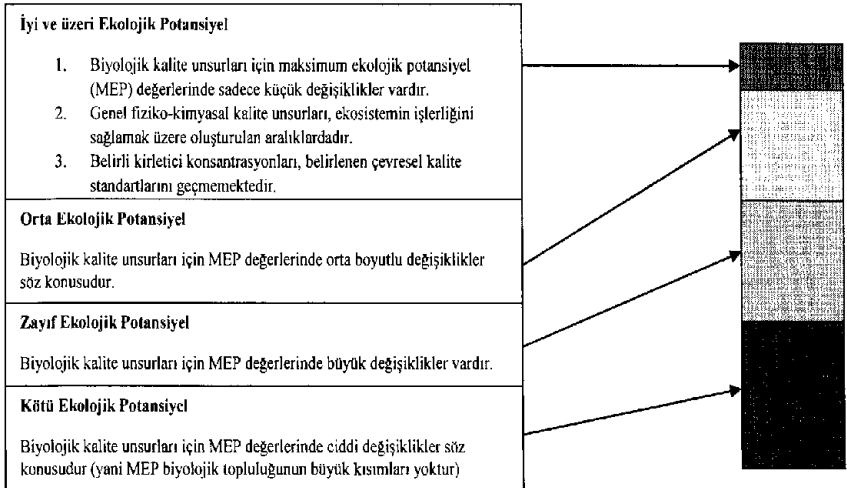 İyi ve üzeri Ekolojik Potansiyel
1. Biyolojik kalite unsurları için maksimum ekolojik potansiyel
(MEP) değerlerinde sadece küçük değişiklikler vardır.
2. Genel fiziko-kimyasal kalite unsurları, ekosistemin işlerliğini
sağlamak üzere oluşturulan aralıklardadır.
3. Belirli kirletici konsantrasyonları, belirlenen çevresel kalite
standartlarını geçmemektedir.
Orta Ekolojik Potansiyel
Biyolojik kalite unsurları için MEP değerlerinde orta boyutlu değişiklikler
söz konusudur.
Zayıf Ekolojik Potansiyel
Biyolojik kalite unsurları için MEP değerlerinde büyük değişiklikler vardır.
Kötü Ekolojik Potansiyel
Biyolojik kalite unsurları için MEP değerlerinde ciddi değişiklikler söz
konusudur (yani MEP biyolojik topluluğunun büyük kısımları yoktur)